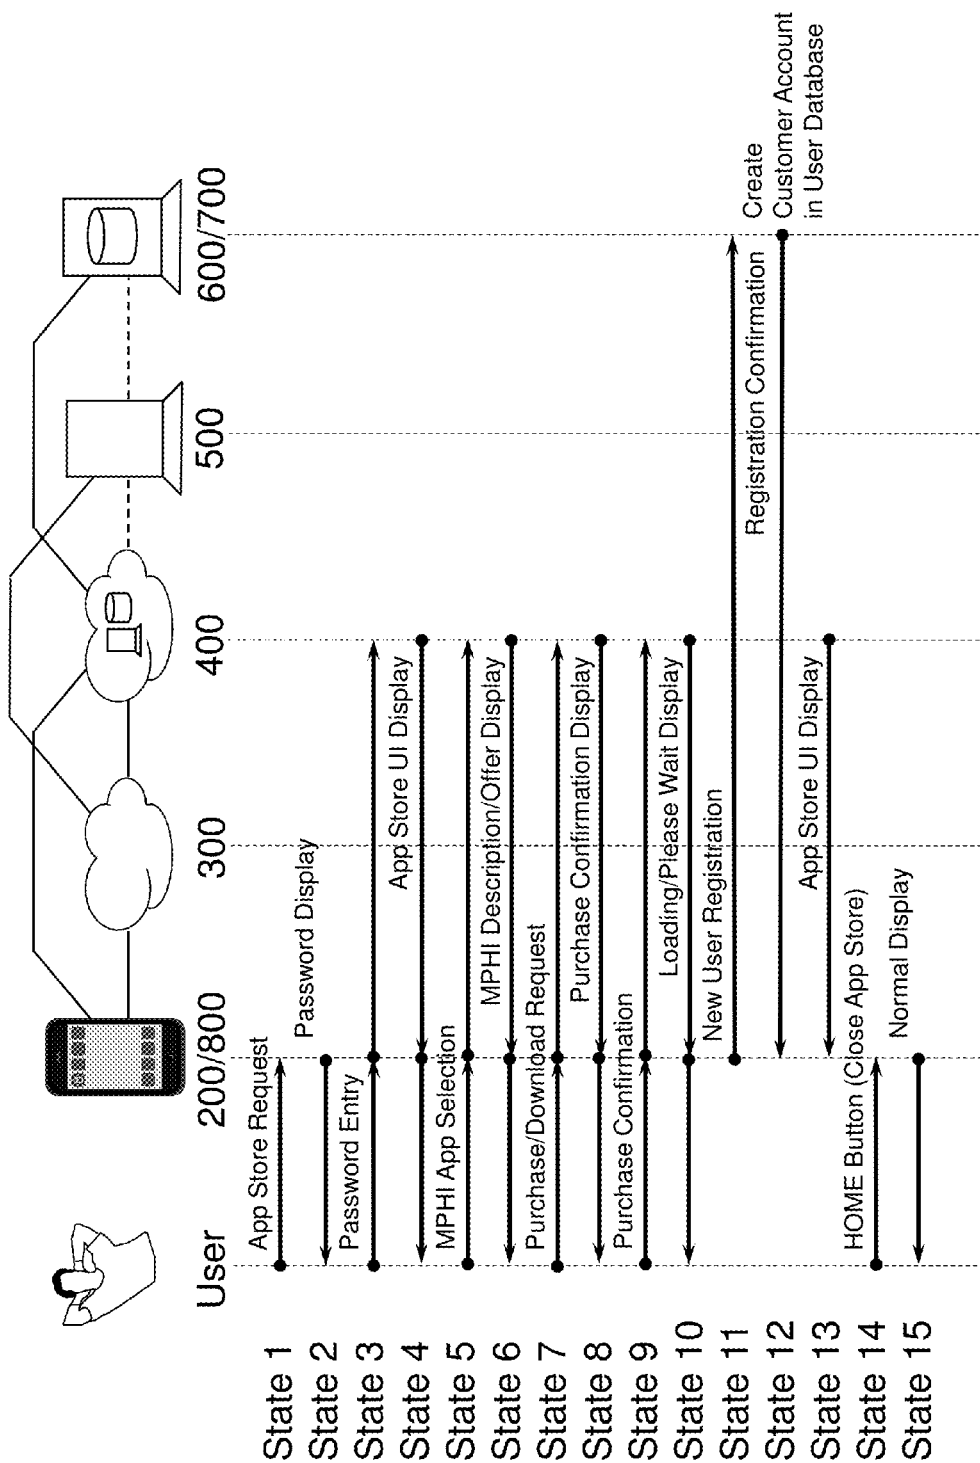 User
200/800
300
400
500
600/700
State 1
App Store Request
State 2
Password Display
State 3
Password Entry
State 4
App Store UI Display
State 5
MPHI App Selection
State 6
MPHI Description/Offer Display
State 7
Purchase/Download Request
State 8
Purchase Confirmation Display
State 9
Purchase Confirmation
State 10
Loading/Please Wait Display
State 11
New User Registration
Create
Customer Account
in User Database
State 12
Registration Confirmation
State 13
App Store UI Display
State 14
HOME Button (Close App Store)
State 15
Normal Display